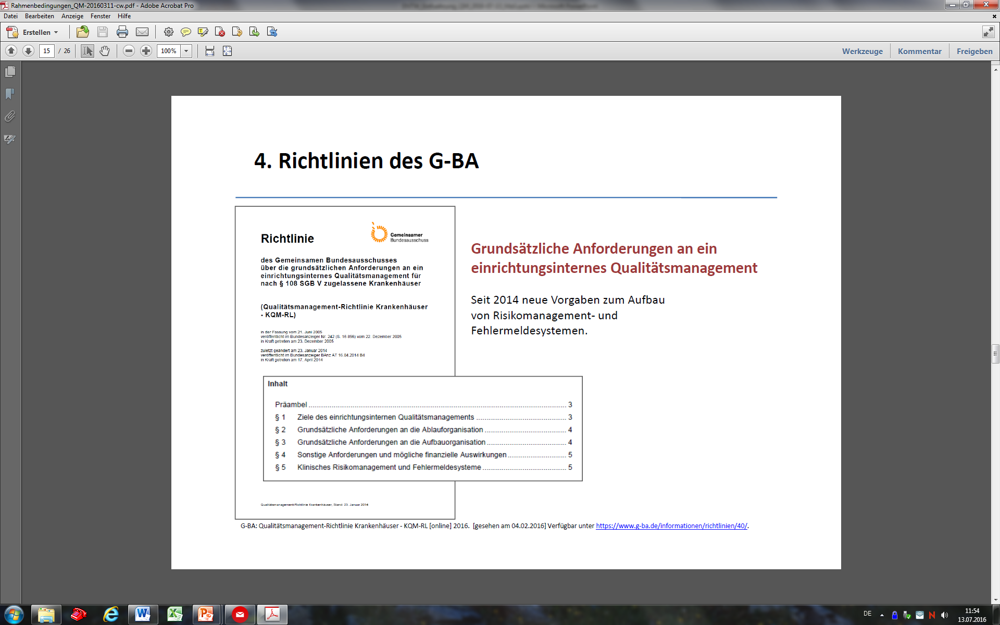 Rahmenbedingungen_QM-20160311-cw.pdf - Adobe Acrobat Pro
Datei Bearbeiten Anzeige Fenster Hilfe
Erstellen
15 / 26 100% Werkzeuge Kommentar Freigeben
4. Richtlinien des G-BA
Richtlinie
Gemeinsamer
Bundesausschuss
des Gemeinsamen Bundesausschusses
über die grundsätzlichen Anforderungen an ein
einrichtungsinternes Qualitätsmanagement für
nach § 108 SGB V zugelassene Krankenhäuser
(Qualitätsmanagement-Richtlinie Krankenhäuser
- KQM-RL)
in der Fassung vom 21. Juni 2005
veröffentlicht im Bundesanzeiger Nr. 242 (S. 16 896) vom 22. Dezember 2005
in Kraft getreten am 23. Dezember 2005
zuletzt geändert am 23. Januar 2014
veröffentlicht im Bundesanzeiger BAnz AT 16.04.2014 B4
in Kraft getreten am 17. April 2014
Grundsätzliche Anforderungen an ein
einrichtungsinternes Qualitätsmanagement
Seit 2014 neue Vorgaben zum Aufbau
von Risikomanagement- und
Fehlermeldesystemen.
Inhalt
Präambel ........ 3
§ 1 Ziele des einrichtungsinternen Qualitätsmanagements ........ 3
§ 2 Grundsätzliche Anforderungen an die Ablauforganisation ........ 4
§ 3 Grundsätzliche Anforderungen an die Aufbauorganisation ........ 4
§ 4 Sonstige Anforderungen und mögliche finanzielle Auswirkungen ........ 5
§ 5 Klinisches Risikomanagement und Fehlermeldesysteme ........ 5
Qualitätsmanagement-Richtlinie Krankenhäuser, Stand: 23. Januar 2014
G-BA: Qualitätsmanagement-Richtlinie Krankenhäuser - KQM-RL [online] 2016. [gesehen am 04.02.2016] Verfügbar unter https://www.g-ba.de/informationen/richtlinien/40/.
DE
11:54
13.07.2016